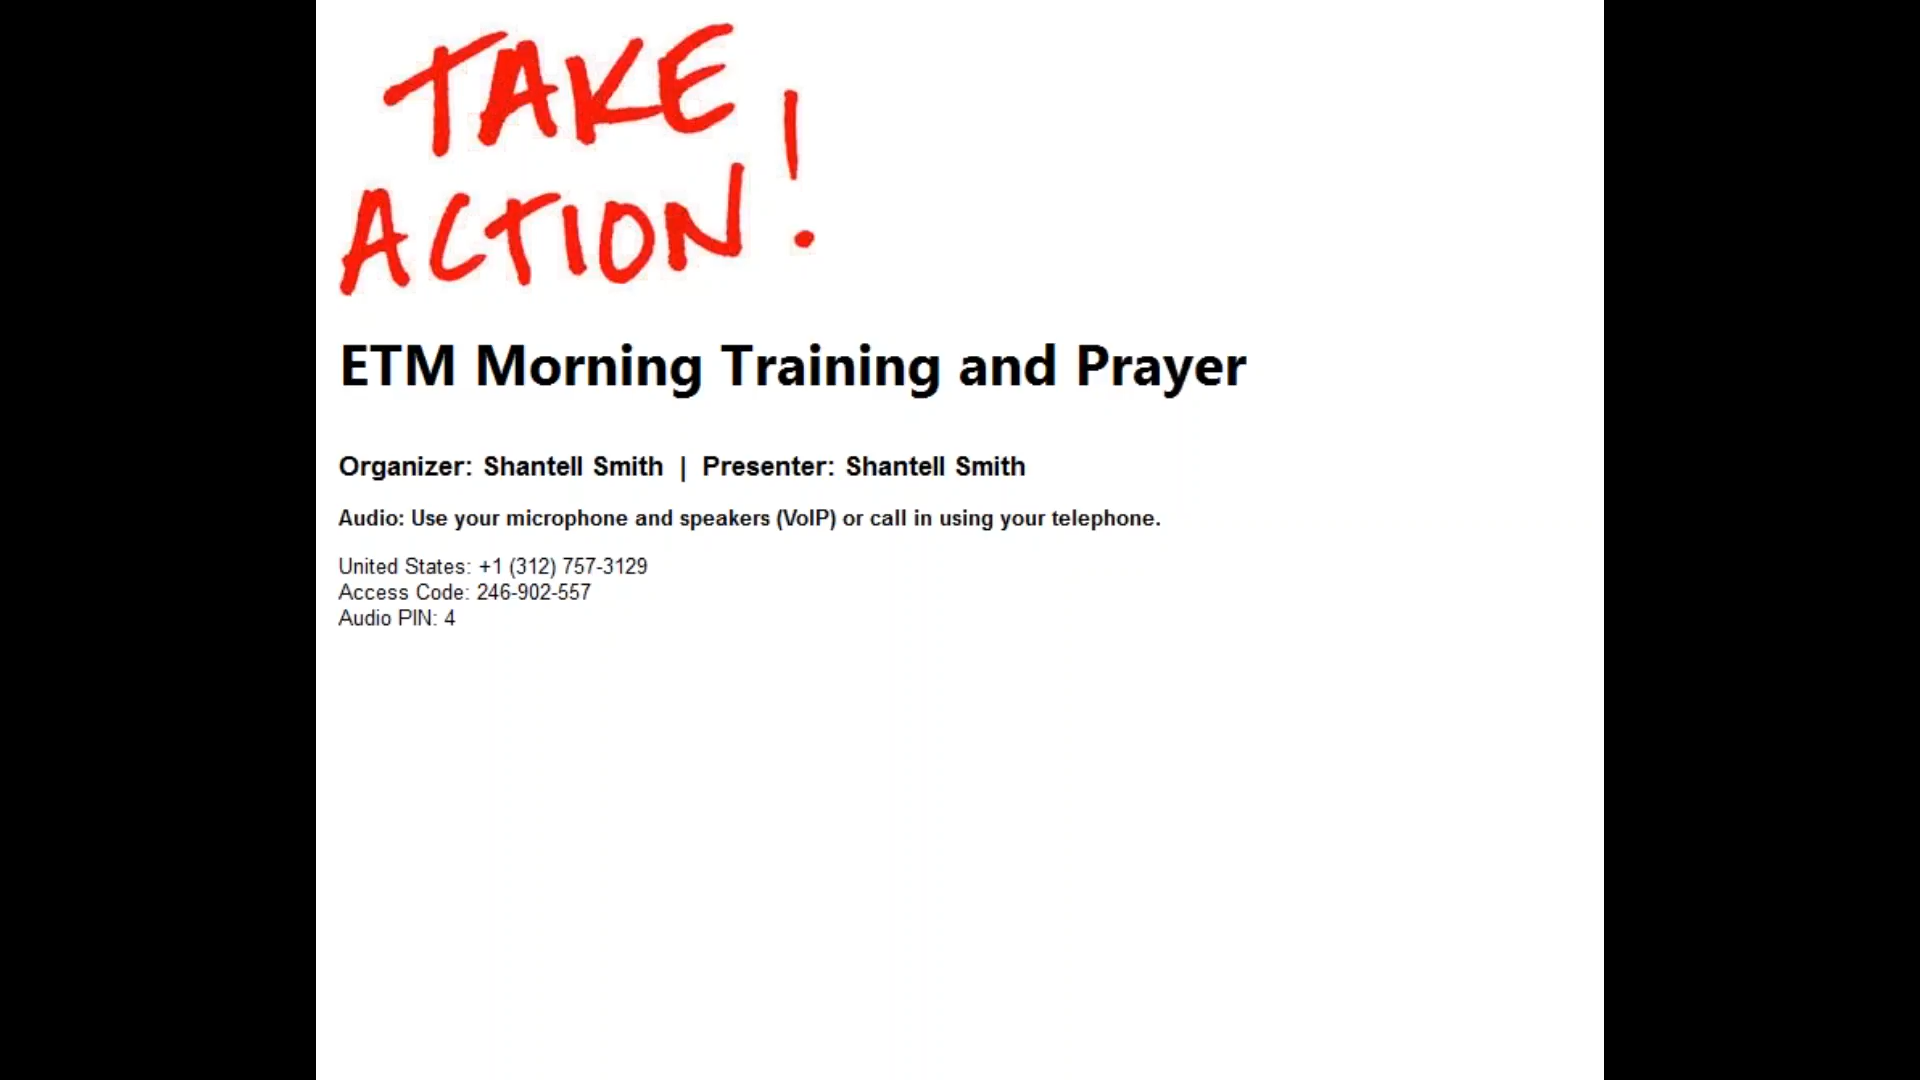 TAKE
ACTION!
ETM Morning Training and Prayer
Organizer: Shantell Smith | Presenter: Shantell Smith
Audio: Use your microphone and speakers (VoIP) or call in using your telephone.
United States: +1 (312) 757-3129
Access Code: 246-902-557
Audio PIN: 4